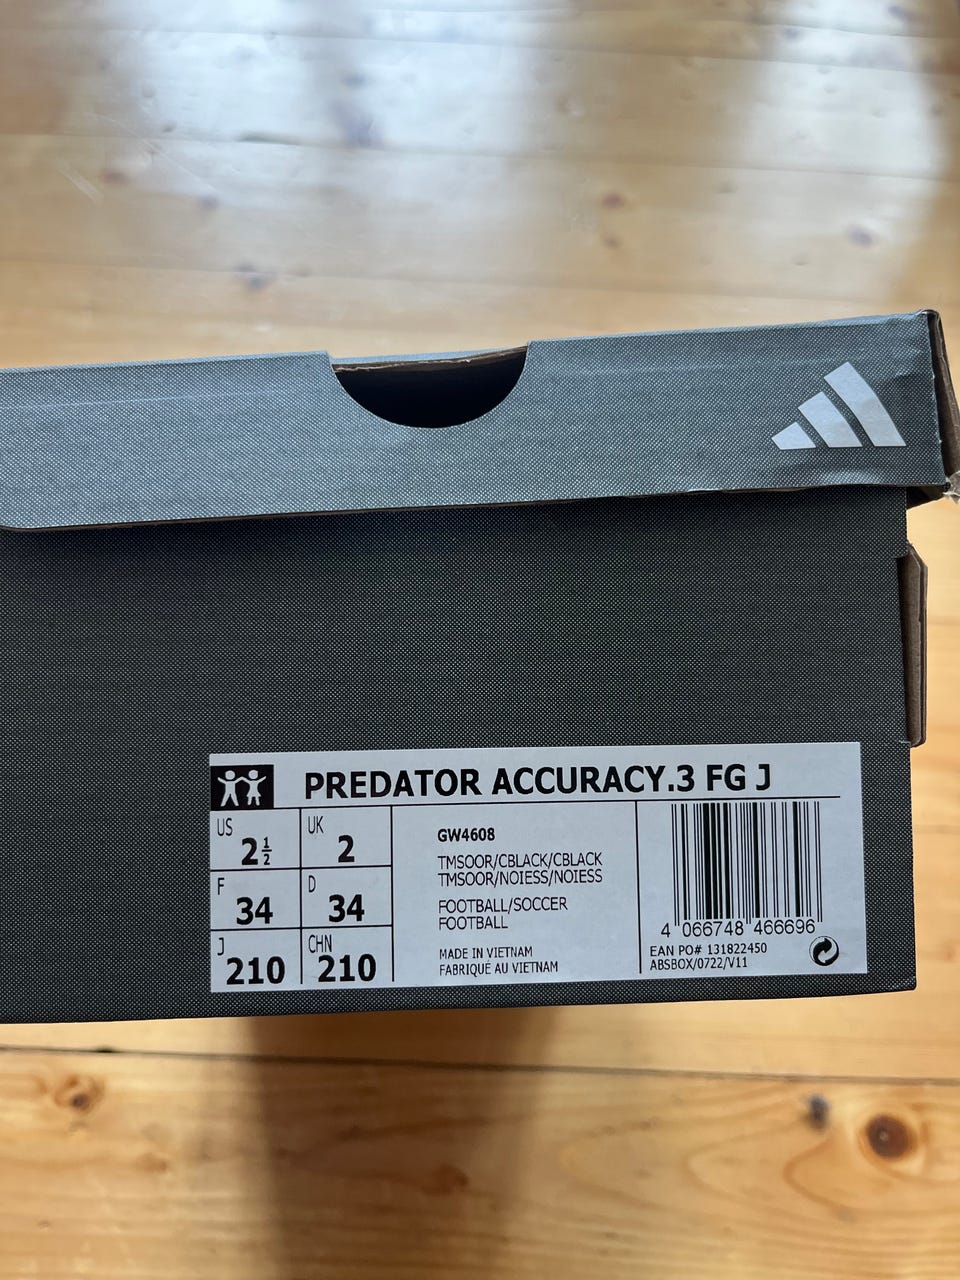 PREDATOR ACCURACY.3 FG J
US 2½
UK 2
F 34
D 34
J 210
CHN 210
GW4608
TMSOOR/CBLACK/CBLACK
TMSOOR/NOIESS/NOIESS
FOOTBALL/SOCCER
FOOTBALL
MADE IN VIETNAM
FABRIQUÉ AU VIETNAM
4 066748 466696
EAN PO# 131822450
ABSBOX/0722/V11